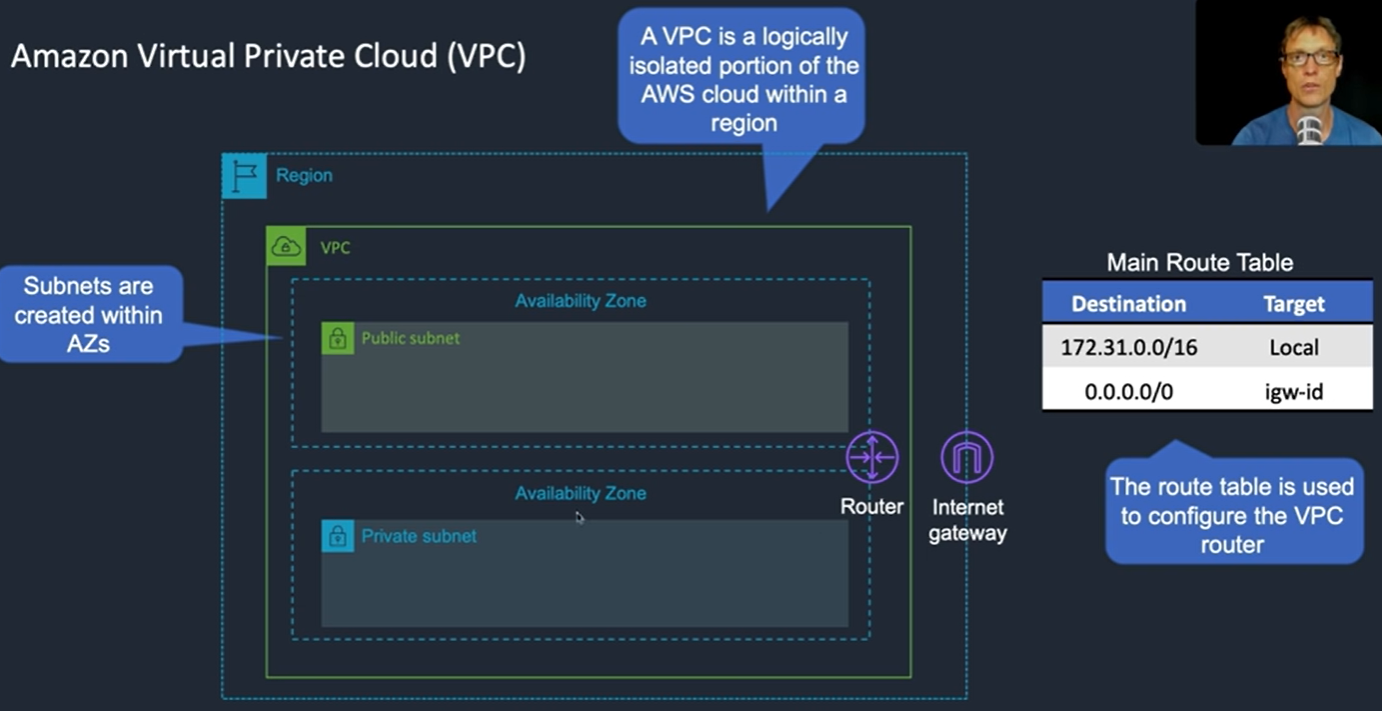 Amazon Virtual Private Cloud (VPC)
A VPC is a logically
isolated portion of the
AWS cloud within a
region
Region
VPC
Subnets are
created within
AZs
Availability Zone
Public subnet
Availability Zone
Private subnet
Router
Internet
gateway
Main Route Table
Destination Target
172.31.0.0/16 Local
0.0.0.0/0 igw-id
The route table is used
to configure the VPC
router